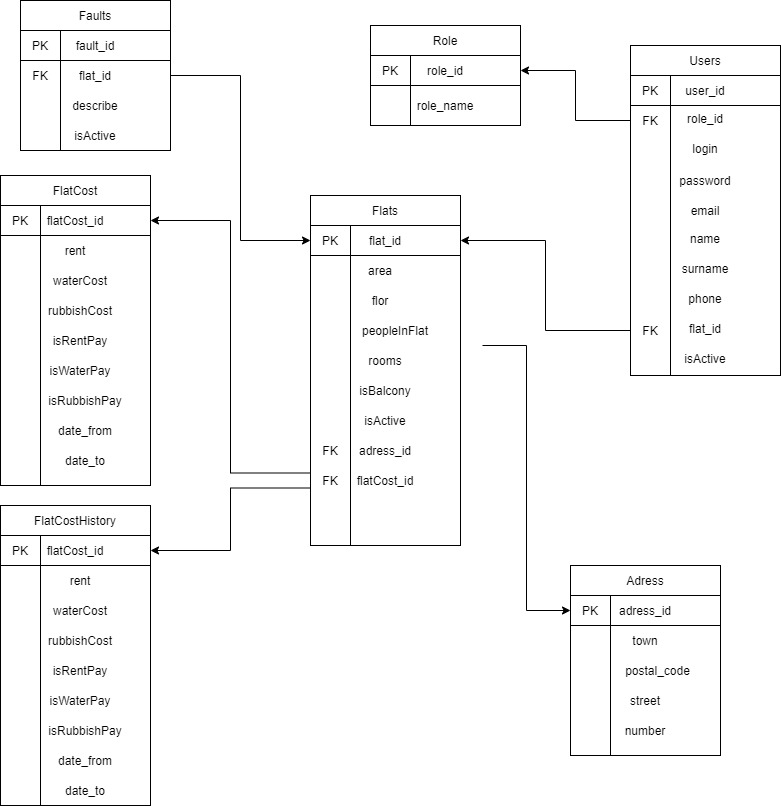 Faults
PK fault_id
FK flat_id
describe
isActive
Role
PK role_id
role_name
Users
PK user_id
FK role_id
login
password
email
name
surname
phone
FK flat_id
isActive
FlatCost
PK flatCost_id
rent
waterCost
rubbishCost
isRentPay
isWaterPay
isRubbishPay
date_from
date_to
Flats
PK flat_id
area
flor
peopleInFlat
rooms
isBalcony
isActive
FK adress_id
FK flatCost_id
FlatCostHistory
PK flatCost_id
rent
waterCost
rubbishCost
isRentPay
isWaterPay
isRubbishPay
date_from
date_to
Adress
PK adress_id
town
postal_code
street
number